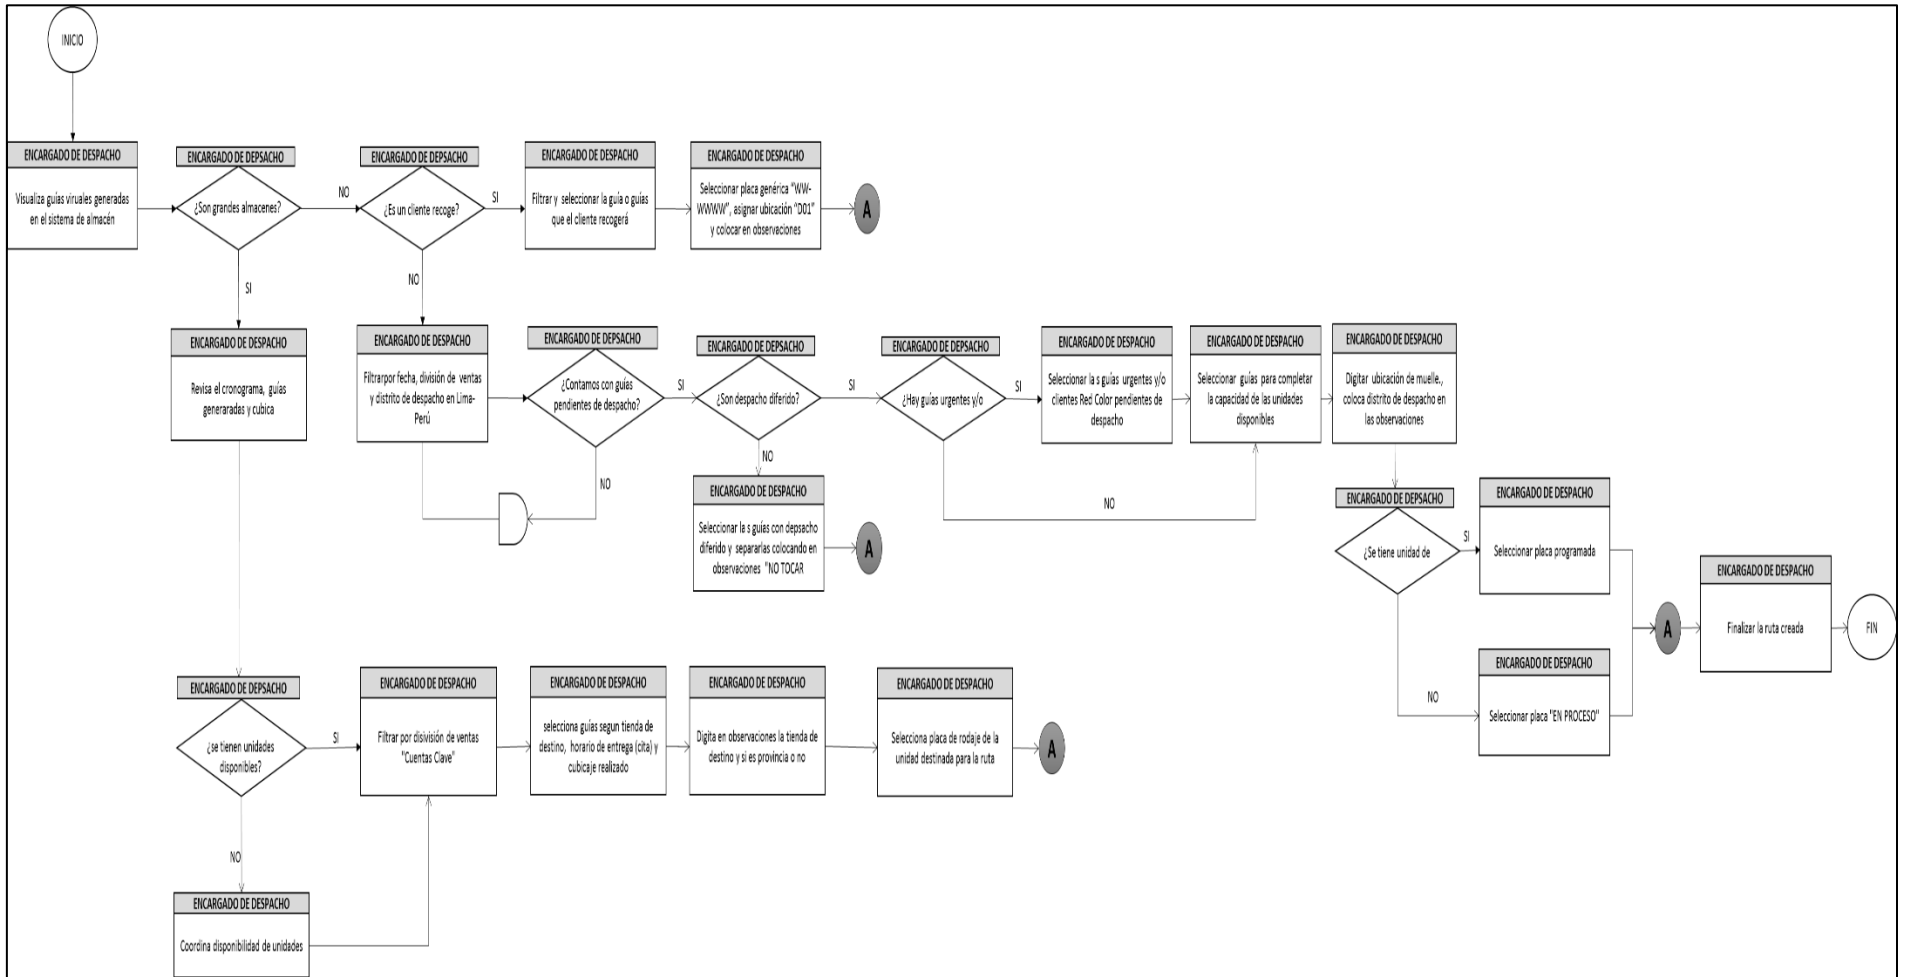 INICIO
ENCARGADO DE DESPACHO
Visualiza guías viruales generadas
en el sistema de almacén
ENCARGADO DE DEPSACHO
¿Son grandes almacenes?
NO
SI
ENCARGADO DE DEPSACHO
¿Es un cliente recoge?
SI
NO
ENCARGADO DE DESPACHO
Filtrar y seleccionar la guía o guías
que el cliente recogerá
ENCARGADO DE DESPACHO
Seleccionar placa genérica "WW-
WWWW", asignar ubicación "D01"
y colocar en observaciones
A
ENCARGADO DE DESPACHO
Revisa el cronograma, guías
generaradas y cubica
ENCARGADO DE DESPACHO
Filtrarpor fecha, división de ventas
y distrito de despacho en Lima-
Perú
ENCARGADO DE DEPSACHO
¿Contamos con guías
pendientes de despacho?
SI
NO
ENCARGADO DE DEPSACHO
¿Son despacho diferido?
SI
NO
ENCARGADO DE DEPSACHO
¿Hay guías urgentes y/o
SI
NO
ENCARGADO DE DESPACHO
Seleccionar la s guías urgentes y/o
clientes Red Color pendientes de
despacho
ENCARGADO DE DESPACHO
Seleccionar guías para completar
la capacidad de las unidades
disponibles
ENCARGADO DE DESPACHO
Digitar ubicación de muelle.,
coloca distrito de despacho en
las observaciones
ENCARGADO DE DESPACHO
Seleccionar la s guías con depsacho
diferido y separarlas colocando en
observaciones "NO TOCAR
A
ENCARGADO DE DEPSACHO
¿Se tiene unidad de
SI
NO
ENCARGADO DE DESPACHO
Seleccionar placa programada
ENCARGADO DE DESPACHO
Seleccionar placa "EN PROCESO"
A
ENCARGADO DE DESPACHO
Finalizar la ruta creada
FIN
ENCARGADO DE DEPSACHO
¿se tienen unidades
disponibles?
SI
NO
ENCARGADO DE DESPACHO
Filtrar por disivisión de ventas
"Cuentas Clave"
ENCARGADO DE DESPACHO
selecciona guías segun tienda de
destino, horario de entrega (cita) y
cubicaje realizado
ENCARGADO DE DESPACHO
Digita en observaciones la tienda de
destino y si es provincia o no
ENCARGADO DE DESPACHO
Selecciona placa de rodaje de la
unidad destinada para la ruta
A
ENCARGADO DE DESPACHO
Coordina disponibilidad de unidades